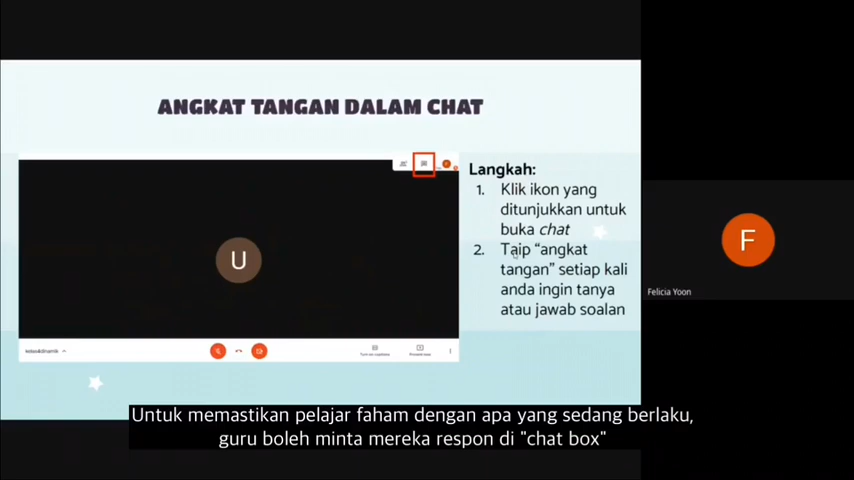 ANGKAT TANGAN DALAM CHAT
F
Langkah:
1. Klik ikon yang
ditunjukkan untuk
buka chat
2. Taip “angkat
tangan” setiap kali
anda ingin tanya
atau jawab soalan
U
F
Felicia Yoon
Untuk memastikan pelajar faham dengan apa yang sedang berlaku,
guru boleh minta mereka respon di "chat box"